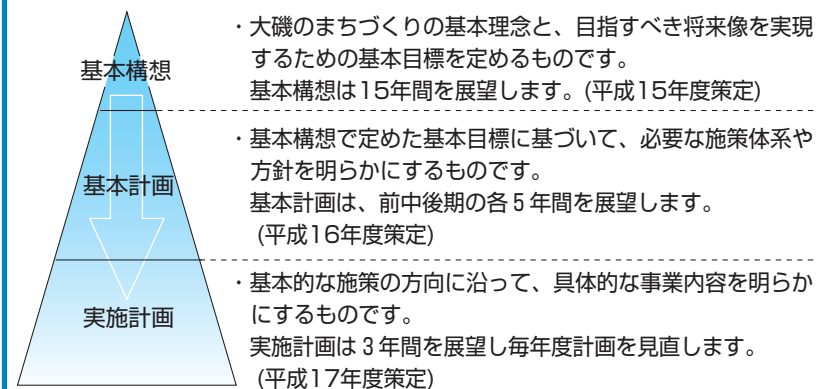 基本構想
・大磯のまちづくりの基本理念と、目指すべき将来像を実現
するための基本目標を定めるものです。
基本構想は15年間を展望します。(平成15年度策定)
基本計画
・基本構想で定めた基本目標に基づいて、必要な施策体系や
方針を明らかにするものです。
基本計画は、前中後期の各5年間を展望します。
(平成16年度策定)
実施計画
・基本的な施策の方向に沿って、具体的な事業内容を明らか
にするものです。
実施計画は3年間を展望し毎年度計画を見直します。
(平成17年度策定)